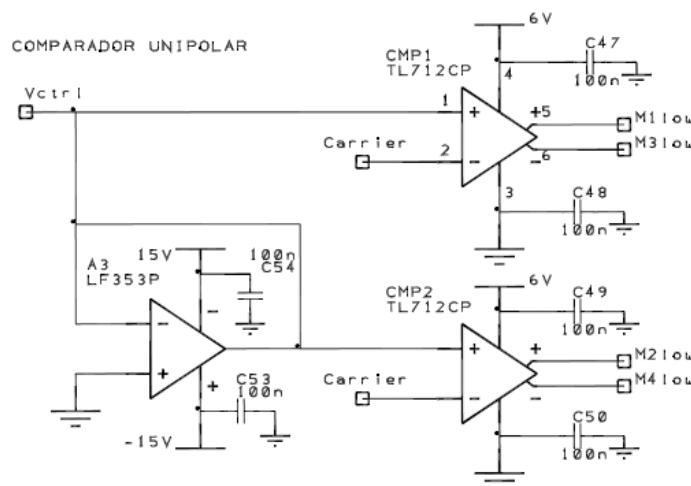 COMPARADOR UNIPOLAR
6V
C47
100n
CMP1
TL712CP
4
Vctrl
1
+
+5
M1low
Carrier
2
-
-6
M3low
3
C48
100n
A3
LF353P
15V
100n
C54
-
-
+
+
C53
100n
-15V
6V
C49
100n
CMP2
TL712CP
+
+
M2low
Carrier
-
-
M4low
C50
100n